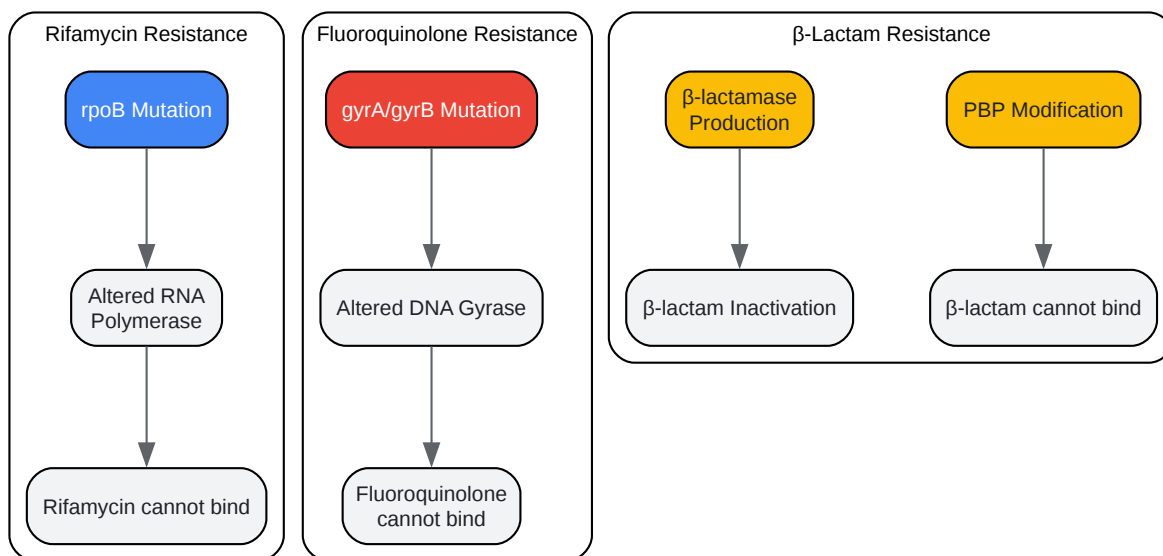 Rifamycin Resistance
rpoB Mutation
Altered RNA
Polymerase
Rifamycin cannot bind
Fluoroquinolone Resistance
gyrA/gyrB Mutation
Altered DNA Gyrase
Fluoroquinolone
cannot bind
β-Lactam Resistance
β-lactamase
Production
β-lactam Inactivation
PBP Modification
β-lactam cannot bind